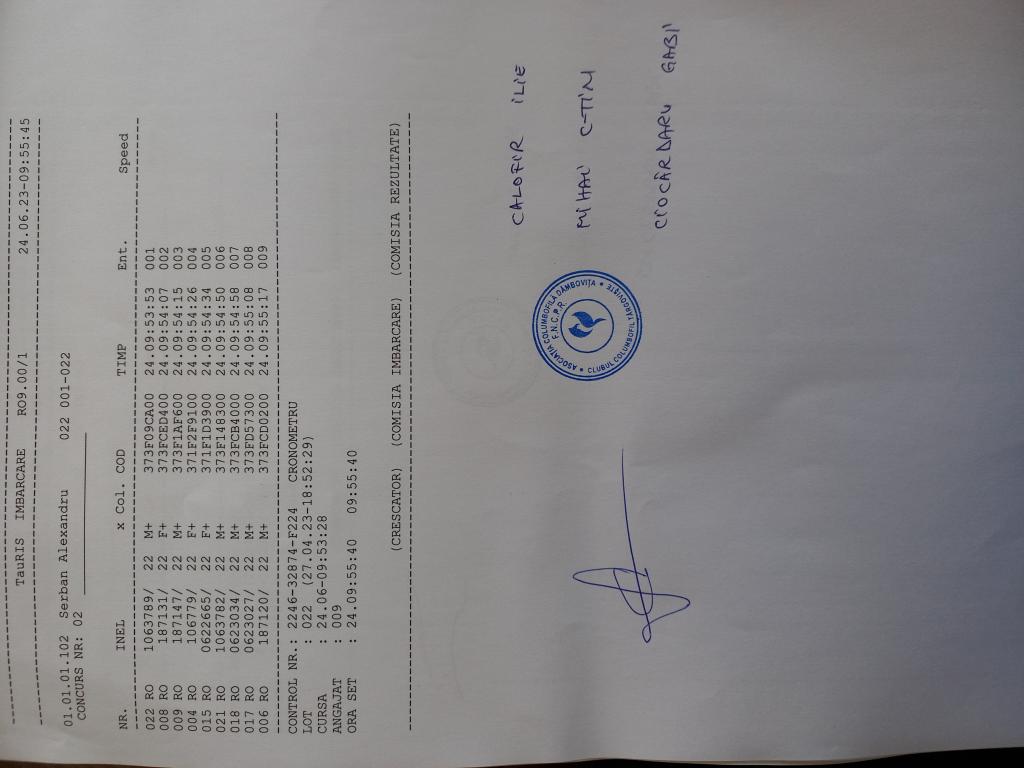 TauRIS IMBARCARE RO9.00/1 24.06.23-09:55:45
01.01.01.102 Serban Alexandru 022 001-022
CONCURS NR: 02
NR. INEL x Col. COD TIMP Ent. Speed
022 RO 1063789/ 22 M+ 373F09CA00 24.09:53:53 001
008 RO 187131/ 22 F+ 373FCED400 24.09:54:07 002
009 RO 187147/ 22 M+ 373F1AF600 24.09:54:15 003
004 RO 106779/ 22 F+ 371F2F9100 24.09:54:26 004
015 RO 0622665/ 22 F+ 371F1D3900 24.09:54:34 005
021 RO 1063782/ 22 M+ 373F148300 24.09:54:50 006
018 RO 0623034/ 22 M+ 373FCB4000 24.09:54:58 007
017 RO 0623027/ 22 M+ 373FD57300 24.09:55:08 008
006 RO 187120/ 22 M+ 373FCD0200 24.09:55:17 009
CONTROL NR.: 2246-32874-F224 CRONOMETRU
LOT : 022 (27.04.23-18:52:29)
CURSA : 24.06-09:53:28
ANGAJAT : 009
ORA SET : 24.09:55:40 09:55:40
(CRESCATOR) (COMISIA IMBARCARE) (COMISIA REZULTATE)
CALOFIR ILIE
MIHAI C-TIN
CIOCÂRDARU GABI
ASOCIAȚIA COLUMBOFILĂ DÂMBOVIȚA
F.N.C.P.R.
CLUBUL COLUMBOFIL TÂRGOVIȘTE